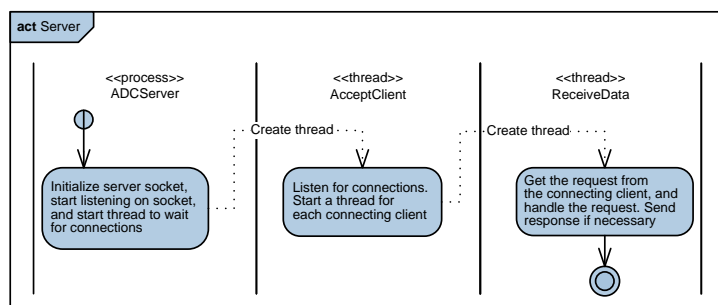 act Server
<<process>>
ADCServer
<<thread>>
AcceptClient
<<thread>>
ReceiveData
Create thread
Create thread
Initialize server socket,
start listening on socket,
and start thread to wait
for connections
Listen for connections.
Start a thread for
each connecting client
Get the request from
the connecting client, and
handle the request. Send
response if necessary